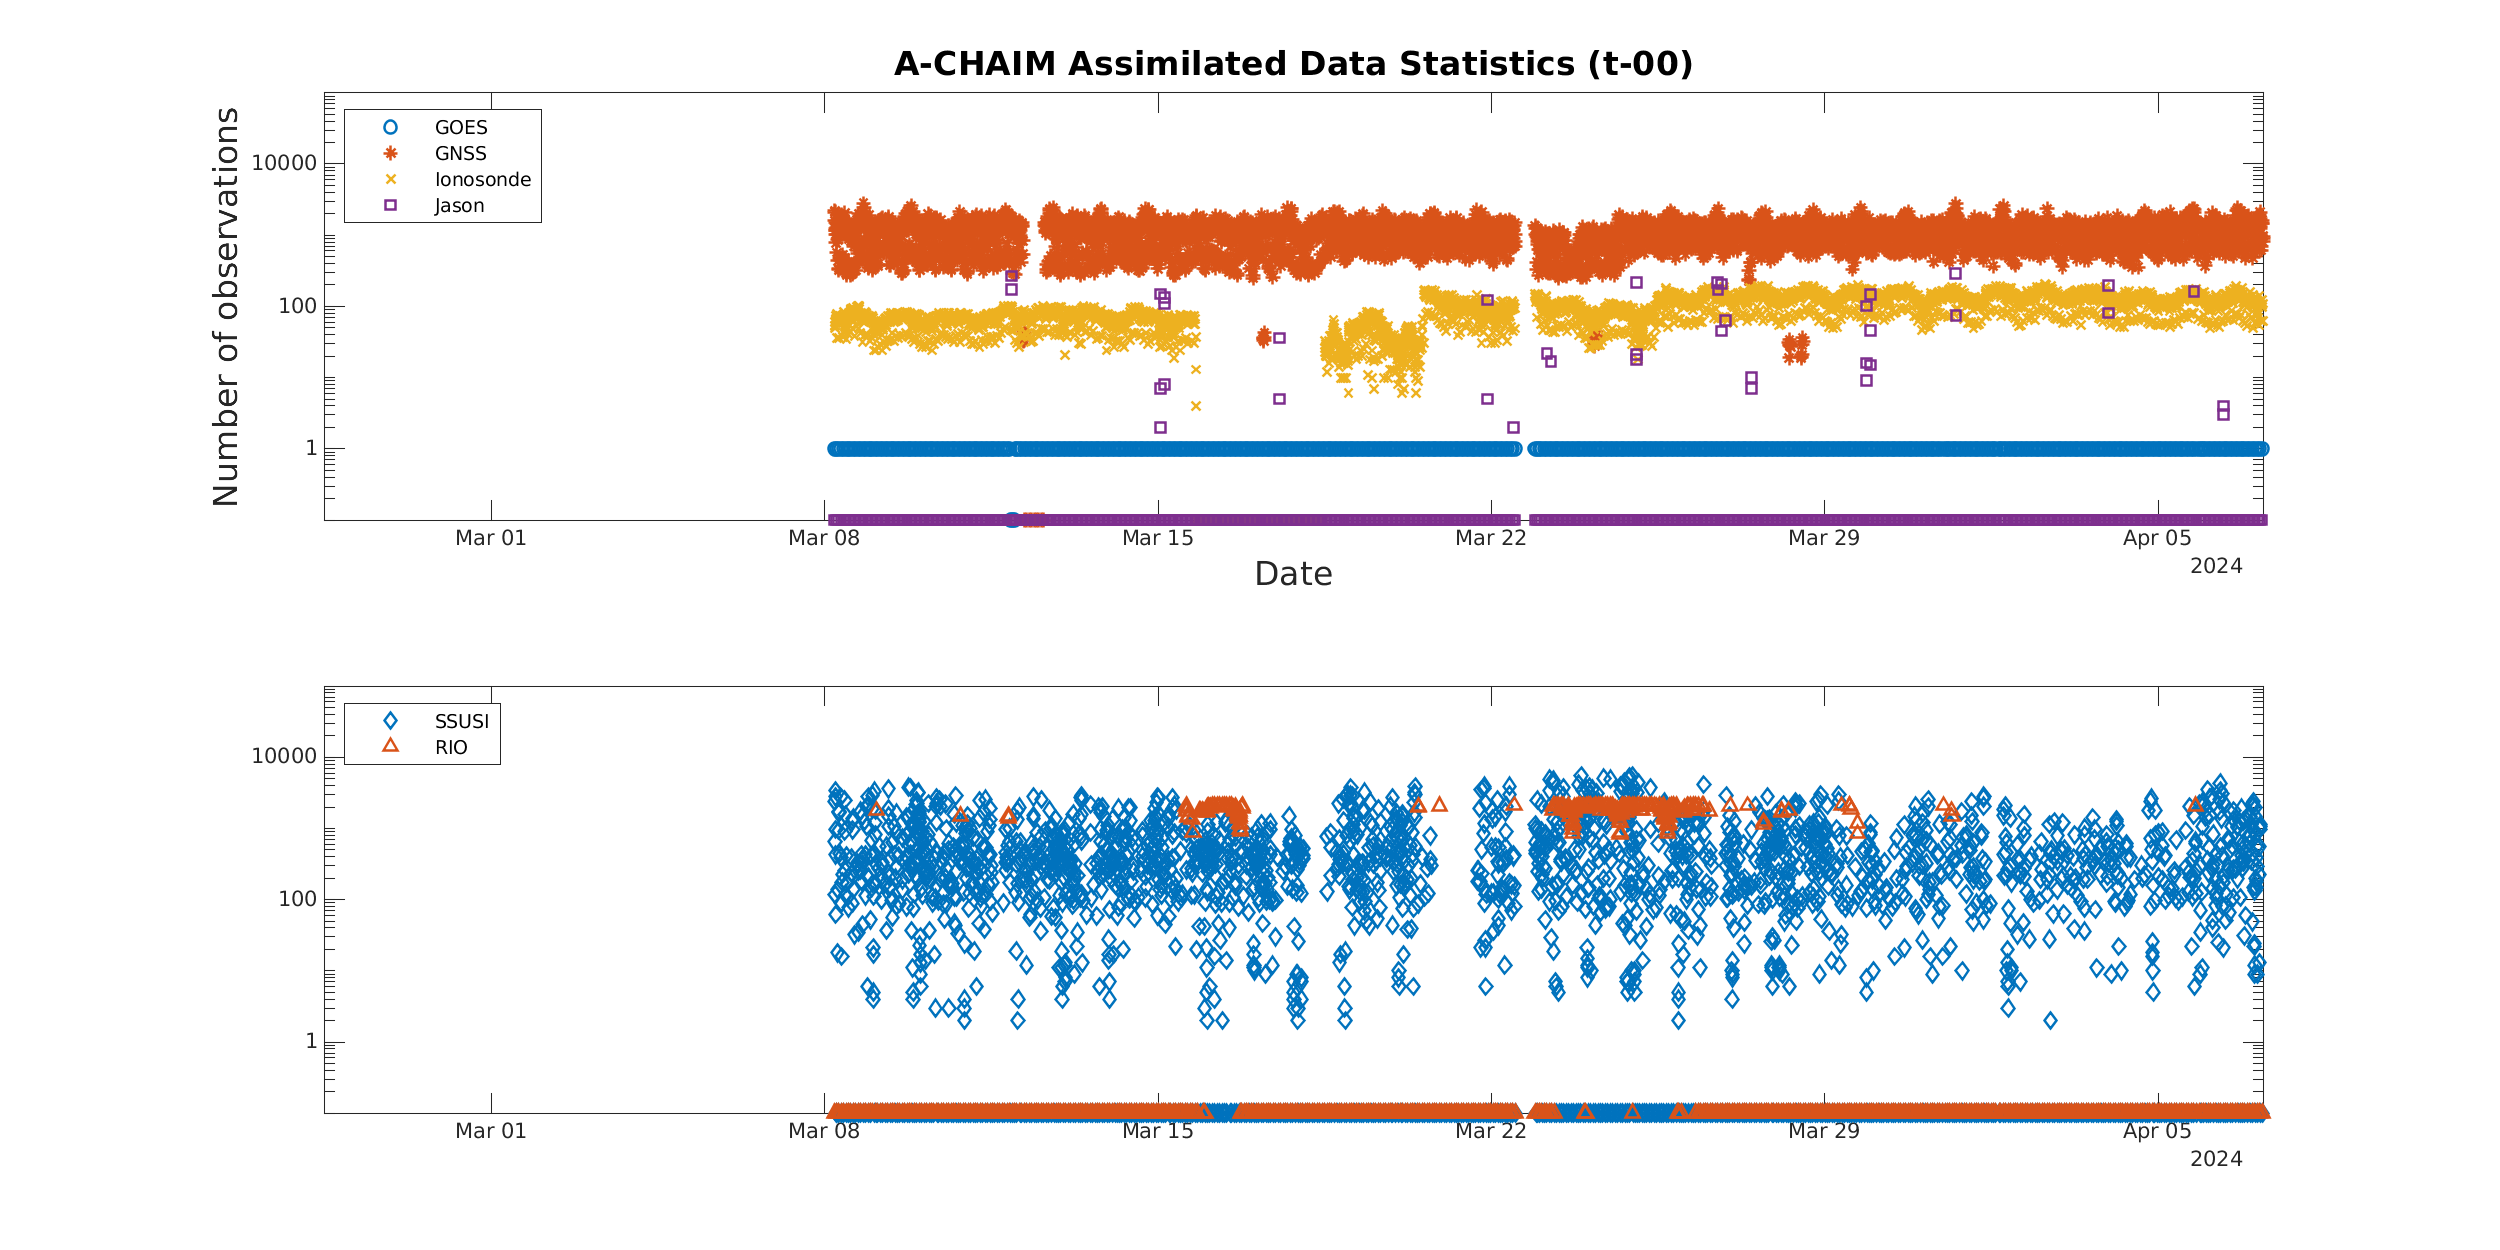 A-CHAIM Assimilated Data Statistics (t-00)
Number of observations
10000
100
1
GOES
GNSS
Ionosonde
Jason
Mar 01
Mar 08
Mar 15
Mar 22
Mar 29
Apr 05
2024
Date
10000
100
1
SSUSI
RIO
Mar 01
Mar 08
Mar 15
Mar 22
Mar 29
Apr 05
2024